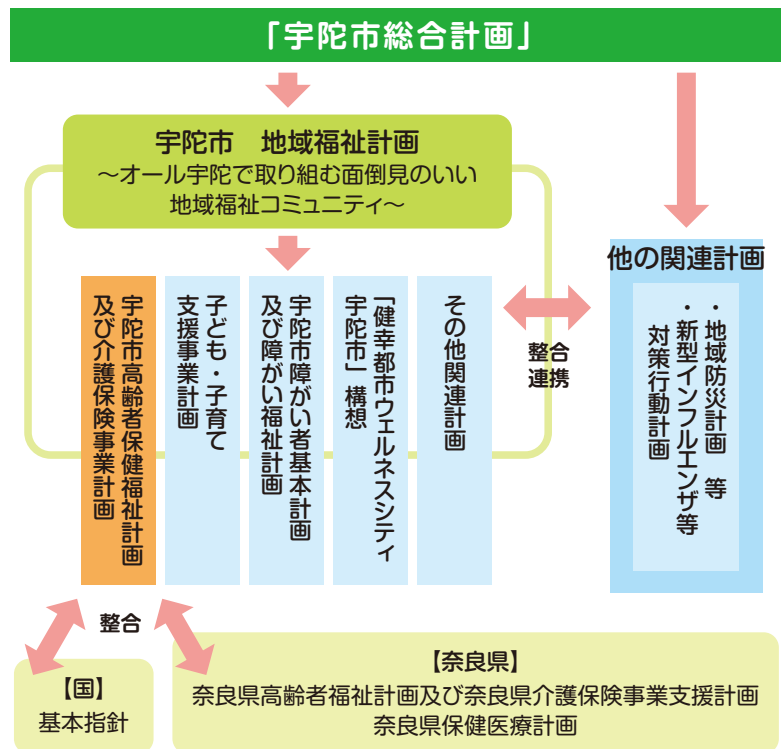 「宇陀市総合計画」
宇陀市　地域福祉計画
～オール宇陀で取り組む面倒見のいい
地域福祉コミュニティ～
宇陀市高齢者保健福祉計画
及び介護保険事業計画
子ども・子育て
支援事業計画
宇陀市障がい者基本計画
及び障がい福祉計画
「健幸都市ウェルネスシティ
宇陀市」構想
その他関連計画
整合
連携
他の関連計画
・地域防災計画　等
・新型インフルエンザ等
対策行動計画
整合
【国】
基本指針
【奈良県】
奈良県高齢者福祉計画及び奈良県介護保険事業支援計画
奈良県保健医療計画